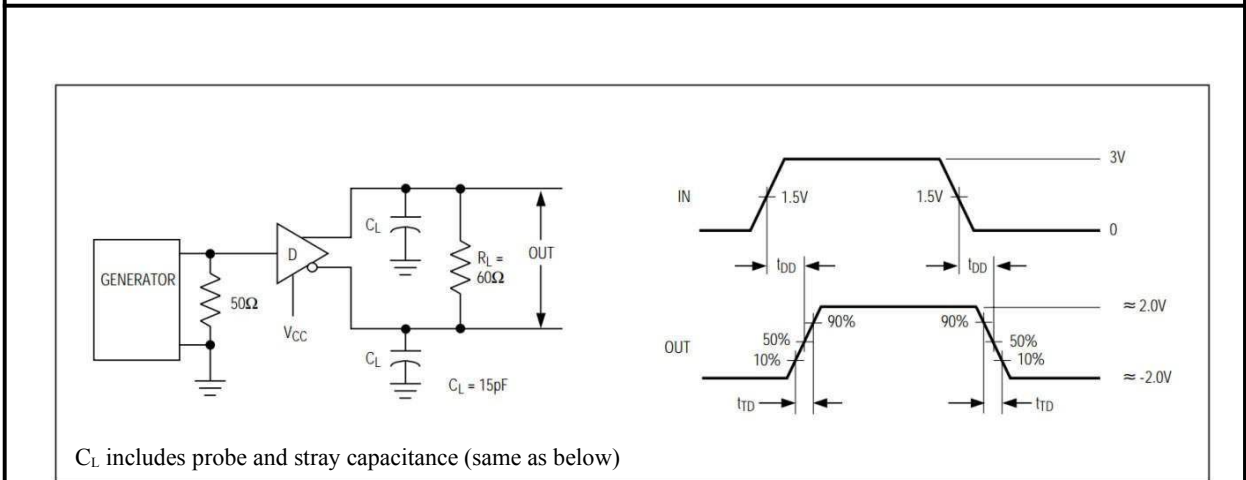 GENERATOR
50Ω
D
VCC
CL
CL
CL = 15pF
RL =
60Ω
OUT
IN
1.5V
1.5V
3V
0
tDD
tDD
OUT
90%
50%
10%
90%
50%
10%
≈ 2.0V
≈ -2.0V
tTD
tTD
CL includes probe and stray capacitance (same as below)